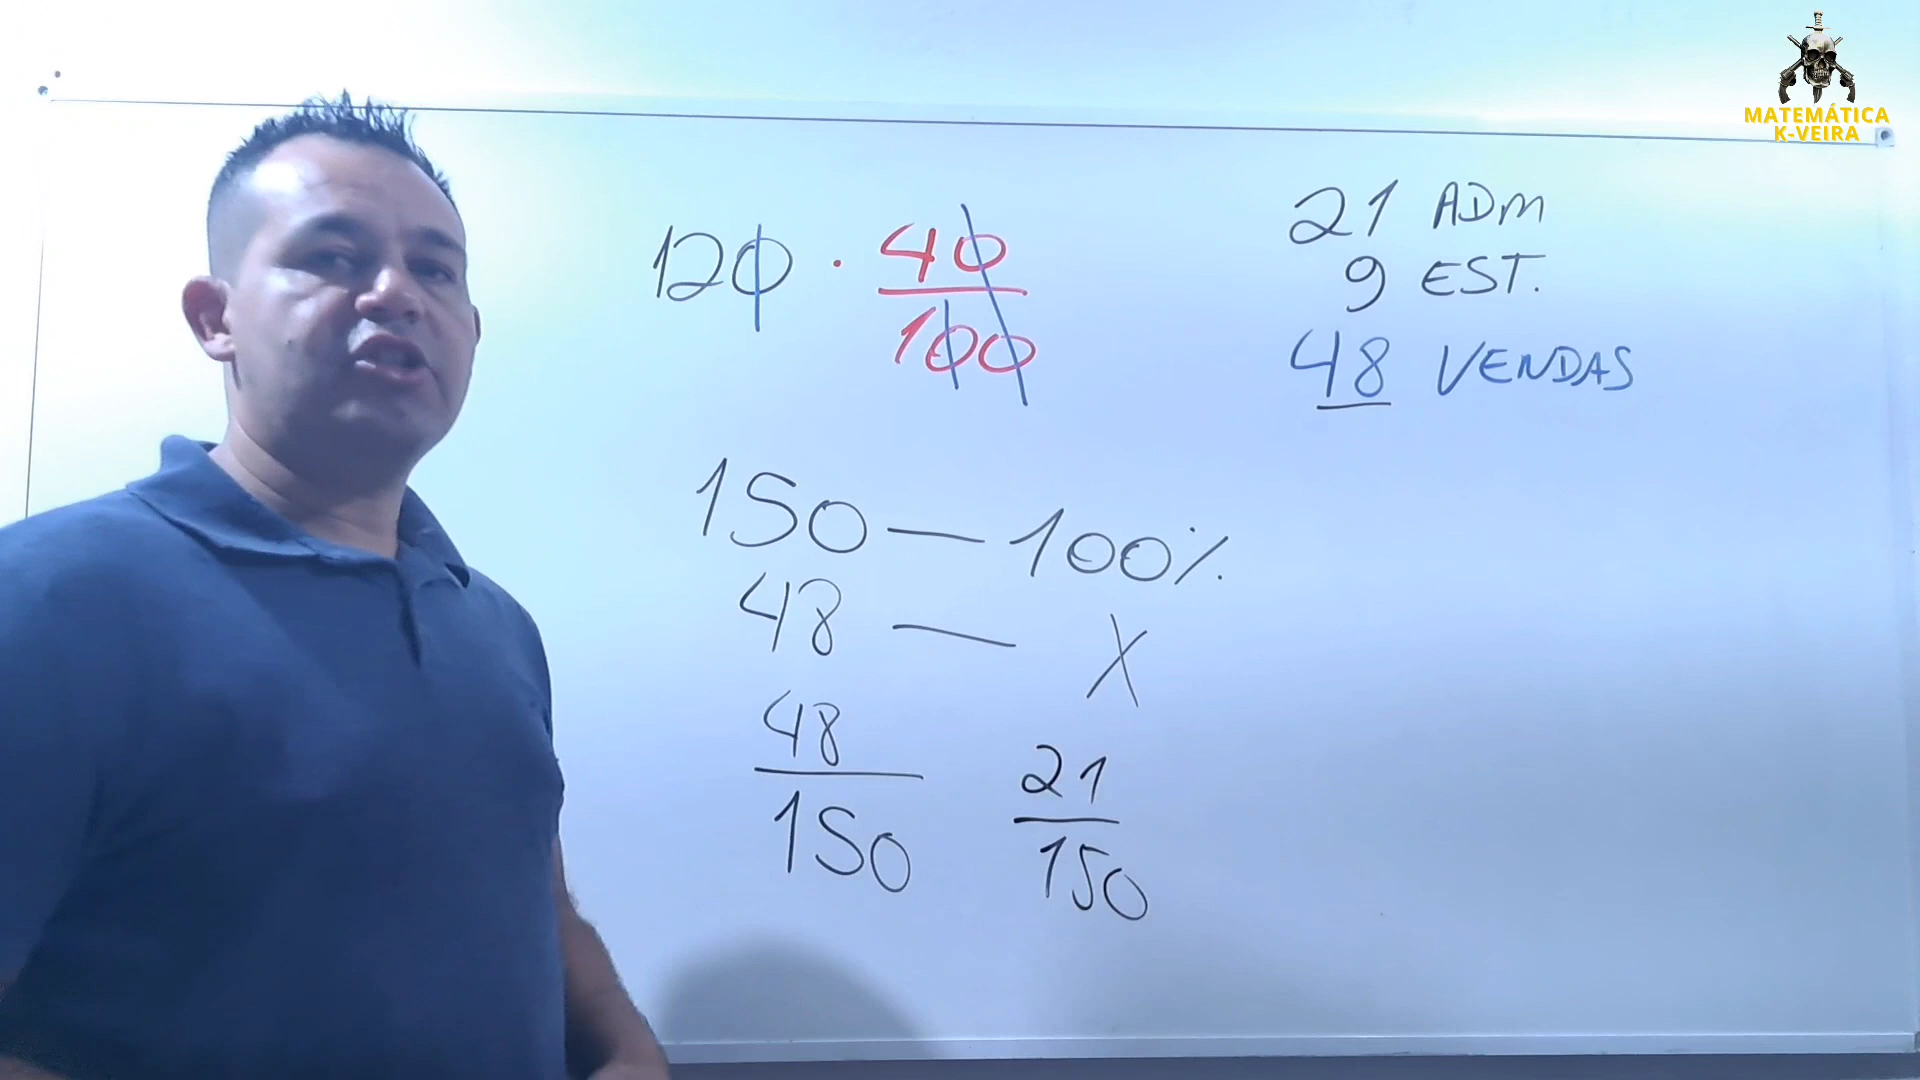 MATEMÁTICA
K-VEIRA
120 · 40/100
21 ADM
9 EST.
48 VENDAS
150 — 100%
48 — X
48/150
21/150